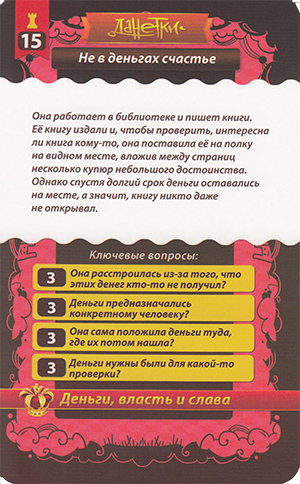 15
ДАНЕТКИ
Не в деньгах счастье
Она работает в библиотеке и пишет книги.
Её книгу издали и, чтобы проверить, интересна
ли книга кому-то, она поставила её на полку
на видном месте, вложив между страниц
несколько купюр небольшого достоинства.
Однако спустя долгий срок деньги оставались
на месте, а значит, книгу никто даже
не открывал.
Ключевые вопросы:
3 Она расстроилась из-за того, что
этих денег кто-то не получил?
3 Деньги предназначались
конкретному человеку?
3 Она сама положила деньги туда,
где их потом нашла?
3 Деньги нужны были для какой-то
проверки?
Деньги, власть и слава